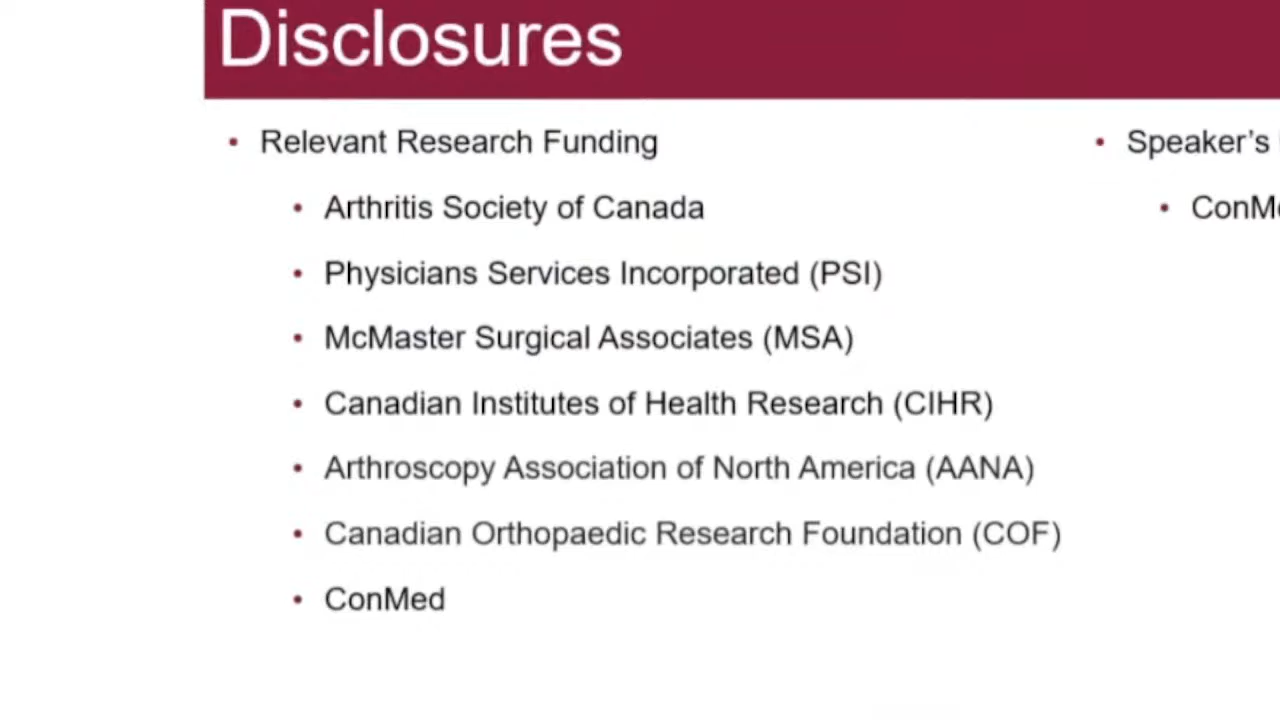 Disclosures
• Relevant Research Funding
• Arthritis Society of Canada
• Physicians Services Incorporated (PSI)
• McMaster Surgical Associates (MSA)
• Canadian Institutes of Health Research (CIHR)
• Arthroscopy Association of North America (AANA)
• Canadian Orthopaedic Research Foundation (COF)
• ConMed
• Speaker’s